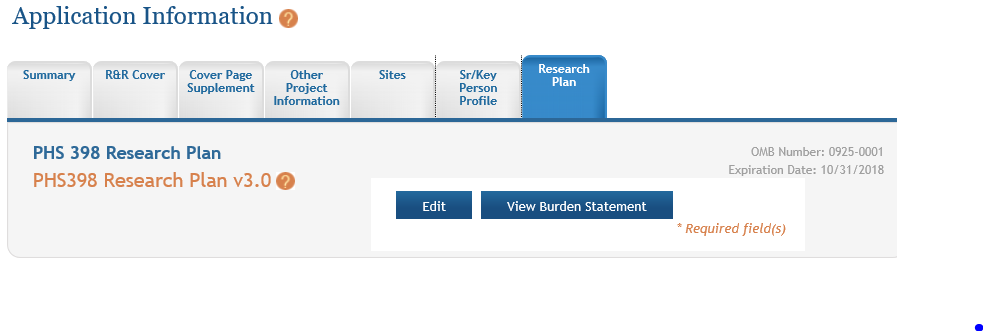 Application Information ?
Summary
R&R Cover
Cover Page
Supplement
Other
Project
Information
Sites
Sr/Key
Person
Profile
Research
Plan
PHS 398 Research Plan
OMB Number: 0925-0001
PHS398 Research Plan v3.0 ?
Expiration Date: 10/31/2018
Edit
View Burden Statement
* Required field(s)